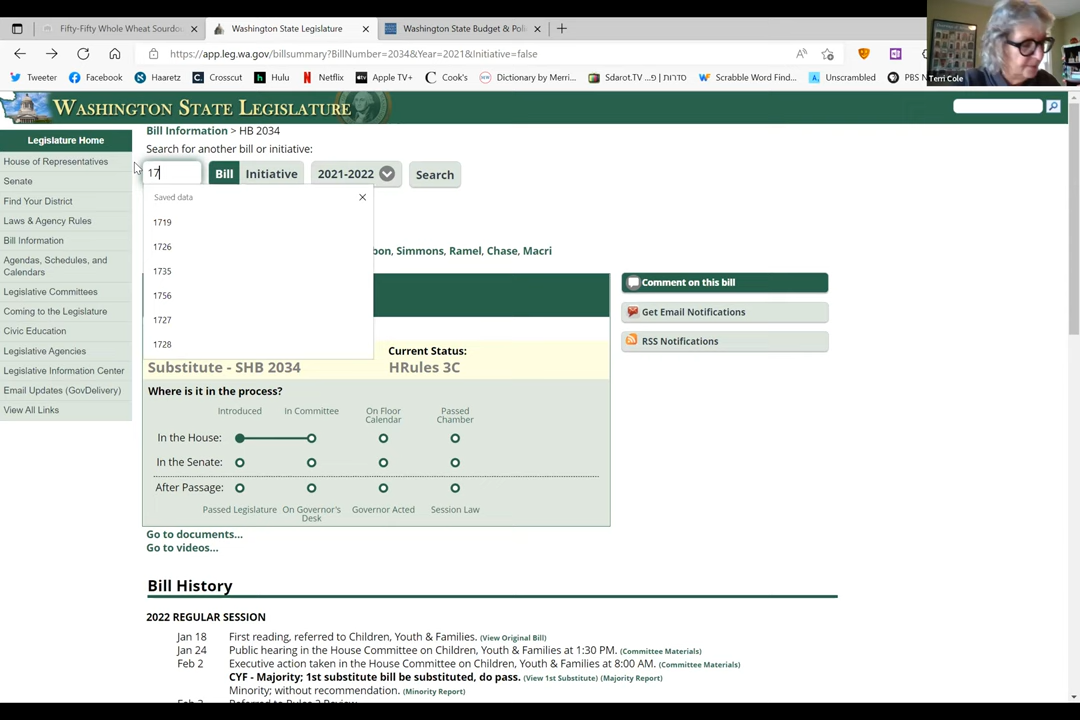 Fifty-Fifty Whole Wheat Sourdou
Washington State Legislature
Washington State Budget & Poli
https://app.leg.wa.gov/billsummary?BillNumber=2034&Year=2021&Initiative=false
Tweeter
Facebook
Haaretz
Crosscut
Hulu
Netflix
Apple TV+
Cook's
Dictionary by Merri...
Sdarot.TV סדרות | פ...
Scrabble Word Find...
Unscrambled
PBS
Terri Cole
WASHINGTON STATE LEGISLATURE
Legislature Home
House of Representatives
Senate
Find Your District
Laws & Agency Rules
Bill Information
Agendas, Schedules, and
Calendars
Legislative Committees
Coming to the Legislature
Civic Education
Legislative Agencies
Legislative Information Center
Email Updates (GovDelivery)
View All Links
Bill Information > HB 2034
Search for another bill or initiative:
17
Bill
Initiative
2021-2022
Search
Saved data
1719
1726
1735
1756
1727
1728
bon, Simmons, Ramel, Chase, Macri
Comment on this bill
Get Email Notifications
RSS Notifications
Current Status:
Substitute - SHB 2034
HRules 3C
Where is it in the process?
Introduced
In Committee
On Floor
Calendar
Passed
Chamber
In the House:
In the Senate:
After Passage:
Passed Legislature
On Governor's
Desk
Governor Acted
Session Law
Go to documents...
Go to videos...
Bill History
2022 REGULAR SESSION
Jan 18 First reading, referred to Children, Youth & Families. (View Original Bill)
Jan 24 Public hearing in the House Committee on Children, Youth & Families at 1:30 PM. (Committee Materials)
Feb 2 Executive action taken in the House Committee on Children, Youth & Families at 8:00 AM. (Committee Materials)
CYF - Majority; 1st substitute bill be substituted, do pass. (View 1st Substitute) (Majority Report)
Minority; without recommendation. (Minority Report)